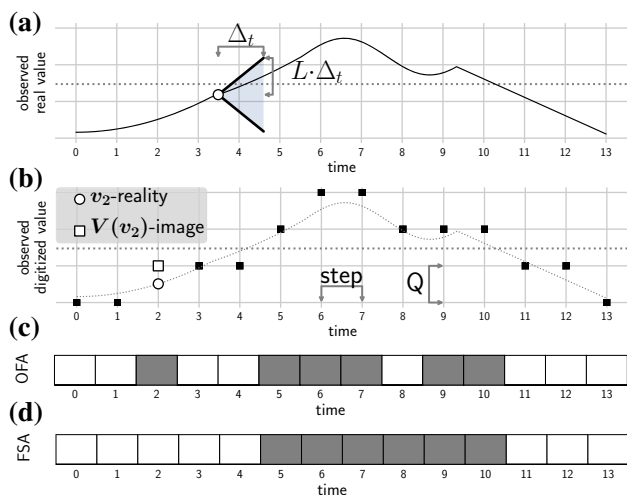 (a)
Δt
L·Δt
observed
real value
0 1 2 3 4 5 6 7 8 9 10 11 12 13
time
(b)
v2-reality
V(v2)-image
observed
digitized value
step
Q
0 1 2 3 4 5 6 7 8 9 10 11 12 13
time
(c)
OFA
0 1 2 3 4 5 6 7 8 9 10 11 12 13
time
(d)
FSA
0 1 2 3 4 5 6 7 8 9 10 11 12 13
time